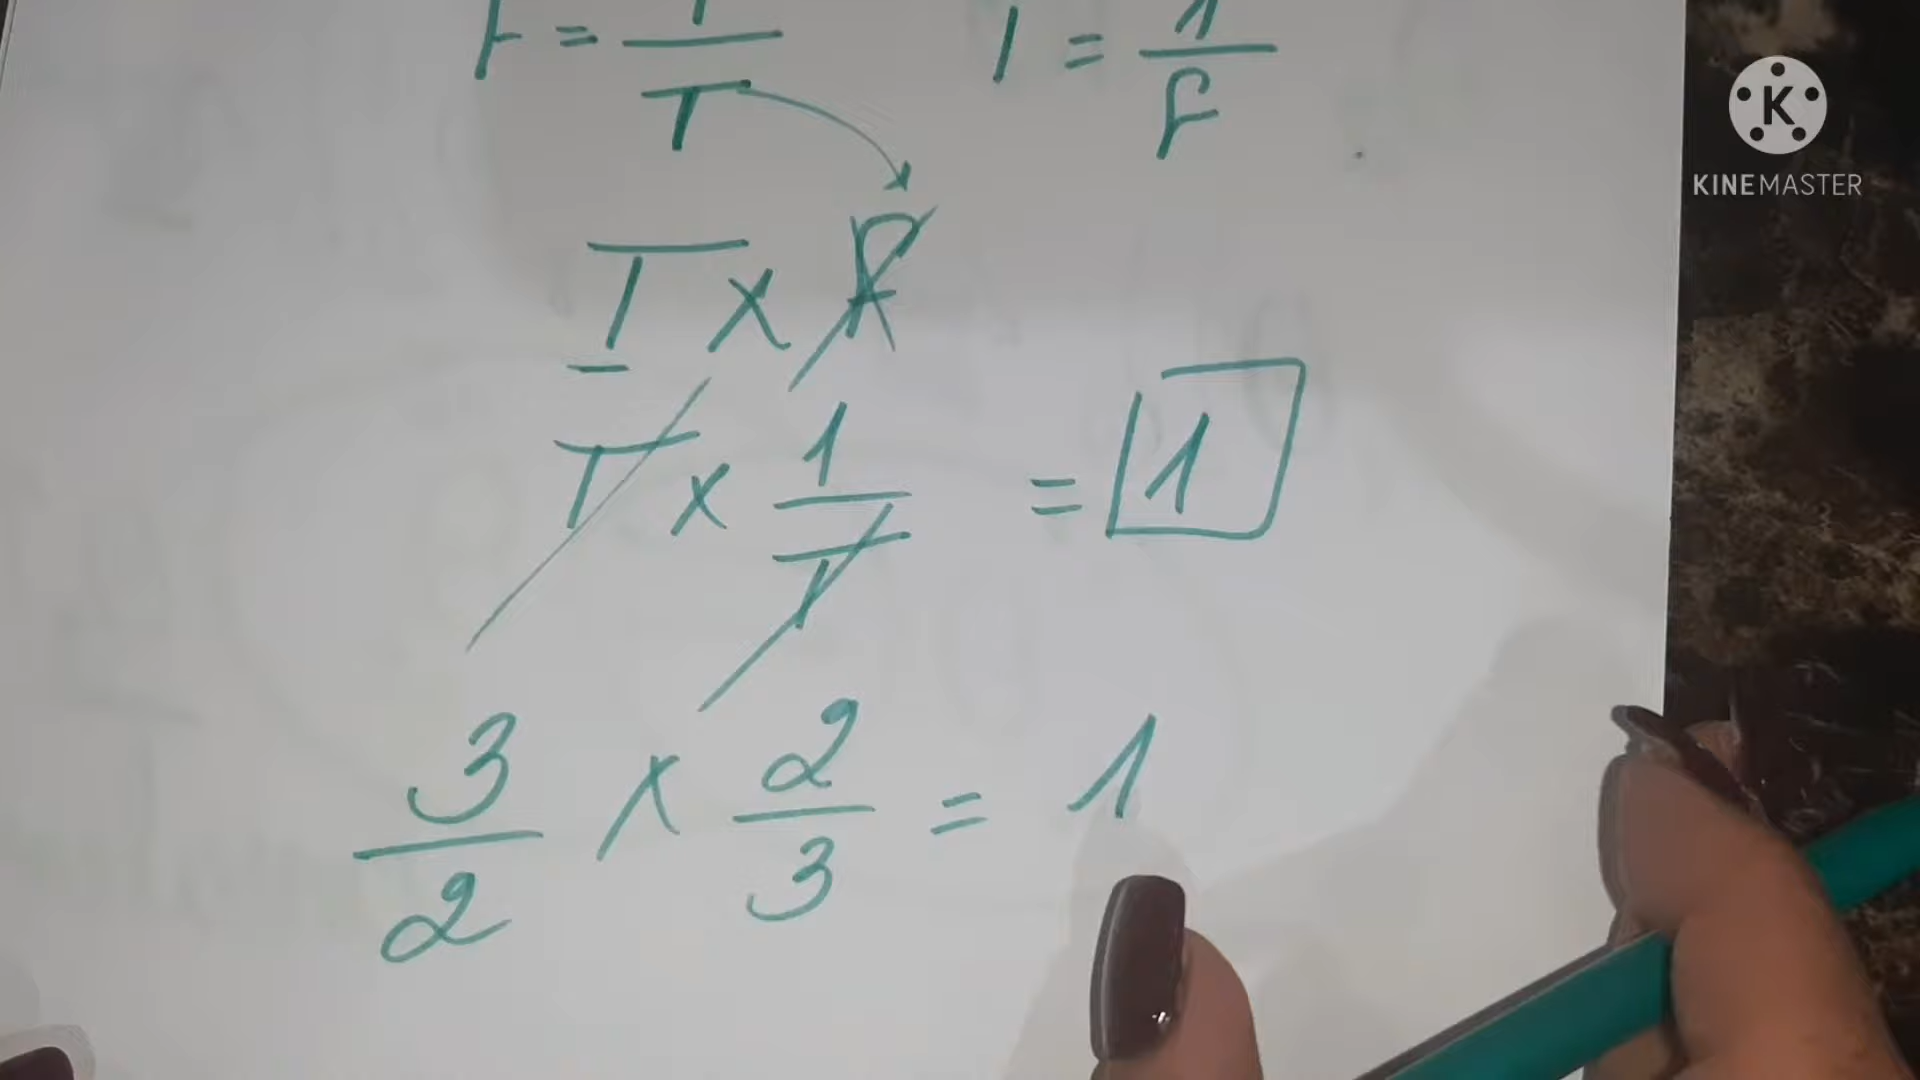 F = 1/T    T = 1/F
T x F
T x 1/T = 1
3/2 x 2/3 = 1
K
KINEMASTER